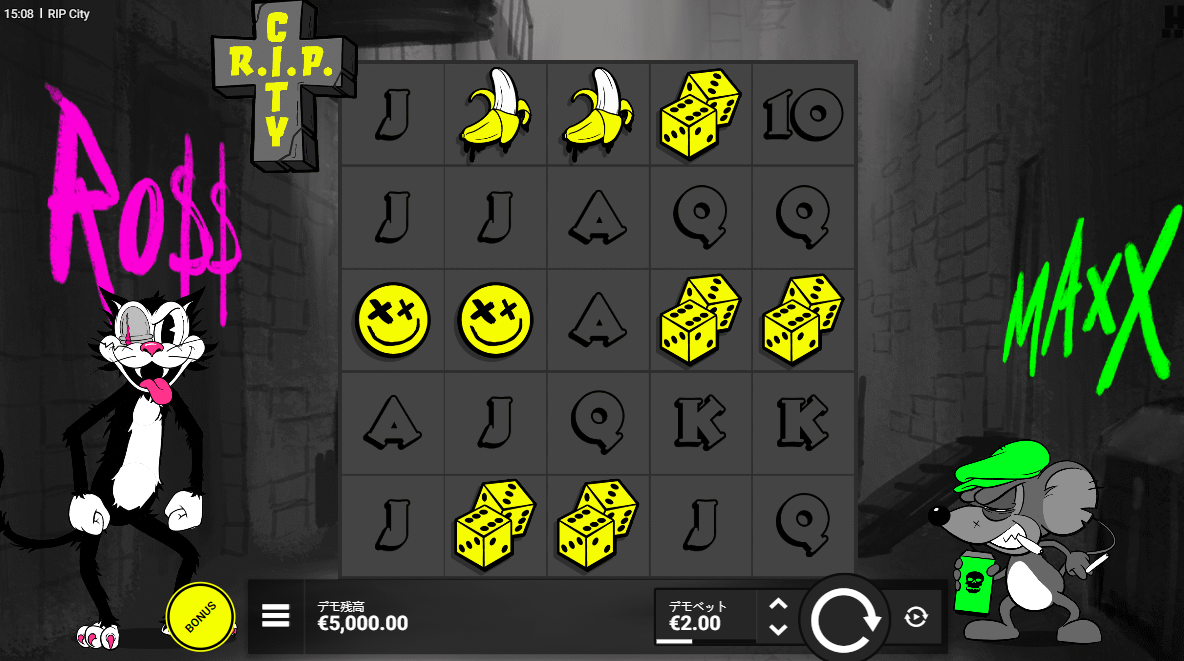 15:08 | RIP City
C
R.I.P.
T
Y
RO$$
MAXX
J 10
J J A Q Q
A
A J Q K K
J J Q
BONUS
デモ残高
€5,000.00
デモベット
€2.00